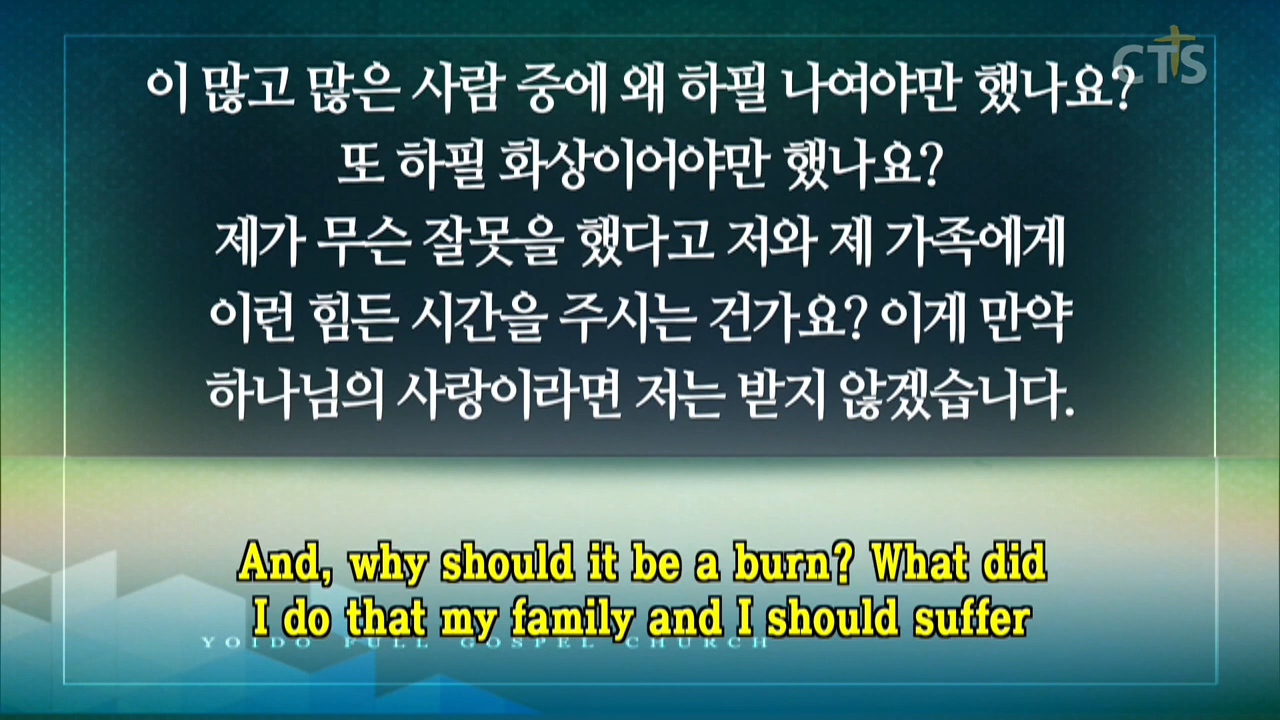 CTS
이 많고 많은 사람 중에 왜 하필 나여야만 했나요?
또 하필 화상이어야만 했나요?
제가 무슨 잘못을 했다고 저와 제 가족에게
이런 힘든 시간을 주시는 건가요? 이게 만약
하나님의 사랑이라면 저는 받지 않겠습니다.
And, why should it be a burn? What did
I do that my family and I should suffer
YOIDO FULL GOSPEL CHURCH